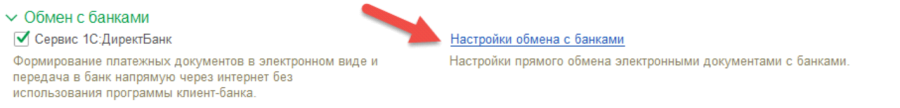 Обмен с банками
Сервис 1С:ДиректБанк
Настройки обмена с банками
Формирование платежных документов в электронном виде и
передача в банк напрямую через интернет без
использования программы клиент-банка.
Настройки прямого обмена электронными документами с банками.